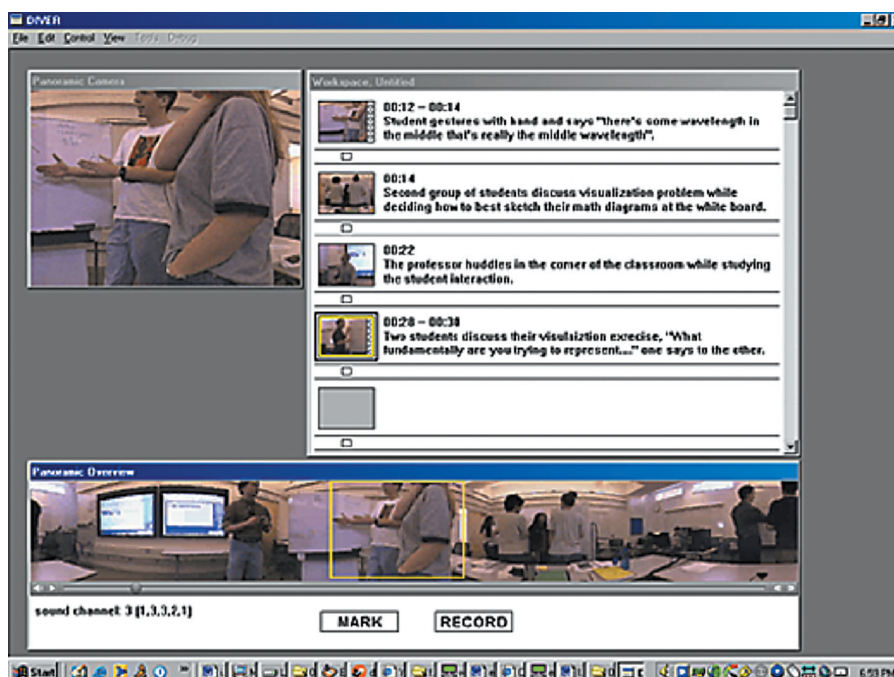 DIVER
File Edit Control View Tools Debug
Panoramic Camera
Workspace, Untitled
00:12 – 00:14
Student gestures with hand and says "there's some wavelength in
the middle that's really the middle wavelength".
00:14
Second group of students discuss visualization problem while
deciding how to best sketch their math diagrams at the white board.
00:22
The professor huddles in the corner of the classroom while studying
the student interaction.
00:28 – 00:30
Two students discuss their visulaiztion exrecise, "What
fundamentally are you trying to represent...." one says to the other.
Panoramic Overview
sound channel: 3 (1,3,3,2,1)
MARK RECORD
Start 6:59 PM